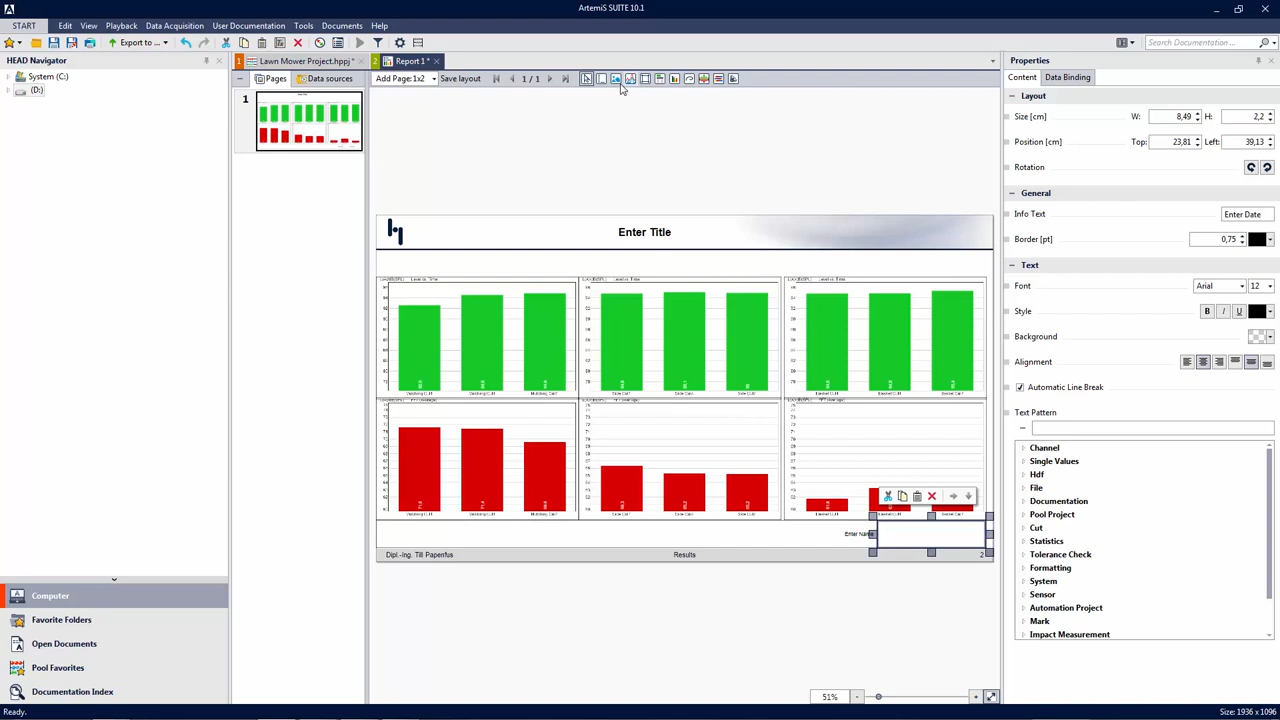 ArtemiS SUITE 10.1
START Edit View Playback Data Acquisition User Documentation Tools Documents Help
Export to ... Search Documentation...
HEAD Navigator
System (C:)
(D:)
Computer
Favorite Folders
Open Documents
Pool Favorites
Documentation Index
Ready.
1 Lawn Mower Project.hppj *
2 Report 1 *
Pages Data sources
1
Add Page:1x2 Save layout 1 / 1
Enter Title
Enter Name
Dipl.-Ing. Till Papenfus Results 2
51%
Properties
Content Data Binding
Layout
Size [cm] W: 8,49 H: 2,2
Position [cm] Top: 23,81 Left: 39,13
Rotation
General
Info Text Enter Date
Border [pt] 0,75
Text
Font Arial 12
Style B I U
Background
Alignment
Automatic Line Break
Text Pattern
Channel
Single Values
Hdf
File
Documentation
Pool Project
Cut
Statistics
Tolerance Check
Formatting
System
Sensor
Automation Project
Mark
Impact Measurement
Size: 1936 x 1096